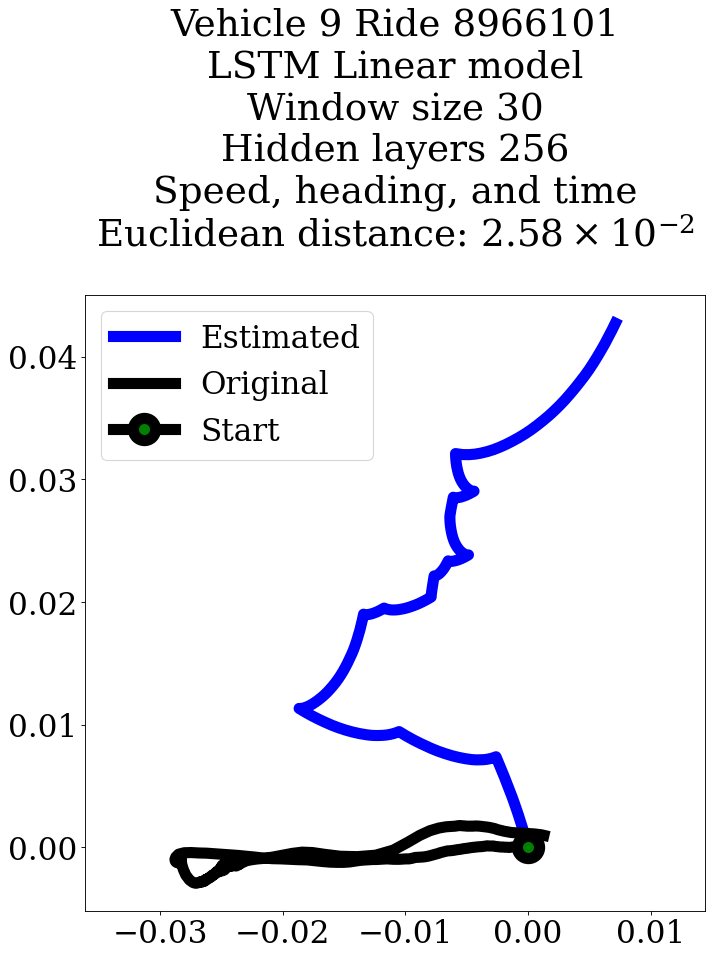 Vehicle 9 Ride 8966101
LSTM Linear model
Window size 30
Hidden layers 256
Speed, heading, and time
Euclidean distance: 2.58 × 10⁻²
Estimated
Original
Start
0.04
0.03
0.02
0.01
0.00
−0.03 −0.02 −0.01 0.00 0.01